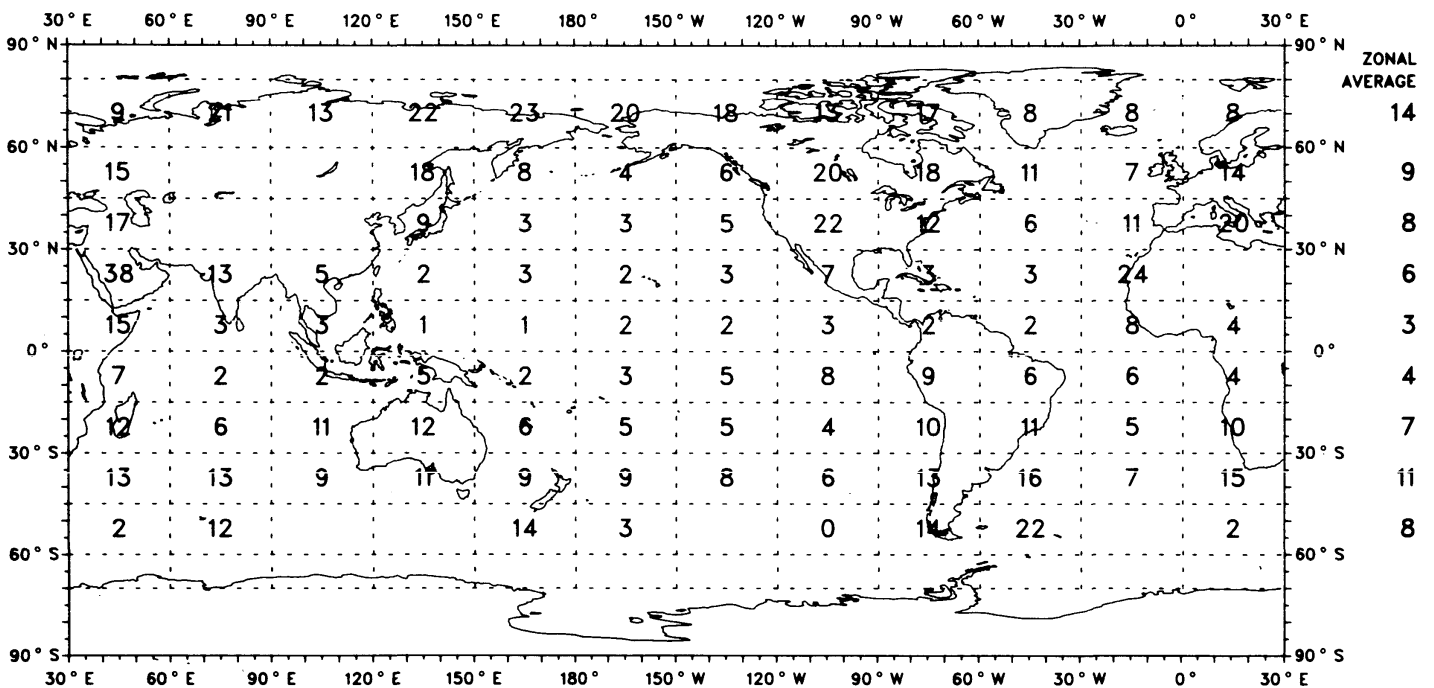 30° E 60° E 90° E 120° E 150° E 180° 150° W 120° W 90° W 60° W 30° W 0° 30° E
90° N 90° N
ZONAL
AVERAGE
9 21 13 22 23 20 18 15 17 8 8 8 14
60° N 60° N
15 18 8 4 6 20 18 11 7 14 9
17 9 3 3 5 22 12 6 11 20 8
30° N 30° N
38 13 5 2 3 2 3 7 3 3 24 6
15 3 3 1 1 2 2 3 2 2 8 4 3
0° 0°
7 2 2 5 2 3 5 8 9 6 6 4 4
12 6 11 12 6 5 5 4 10 11 5 10 7
30° S 30° S
13 13 9 11 9 9 8 6 13 16 7 15 11
2 12 14 3 0 14 22 2 8
60° S 60° S
90° S 90° S
30° E 60° E 90° E 120° E 150° E 180° 150° W 120° W 90° W 60° W 30° W 0° 30° E